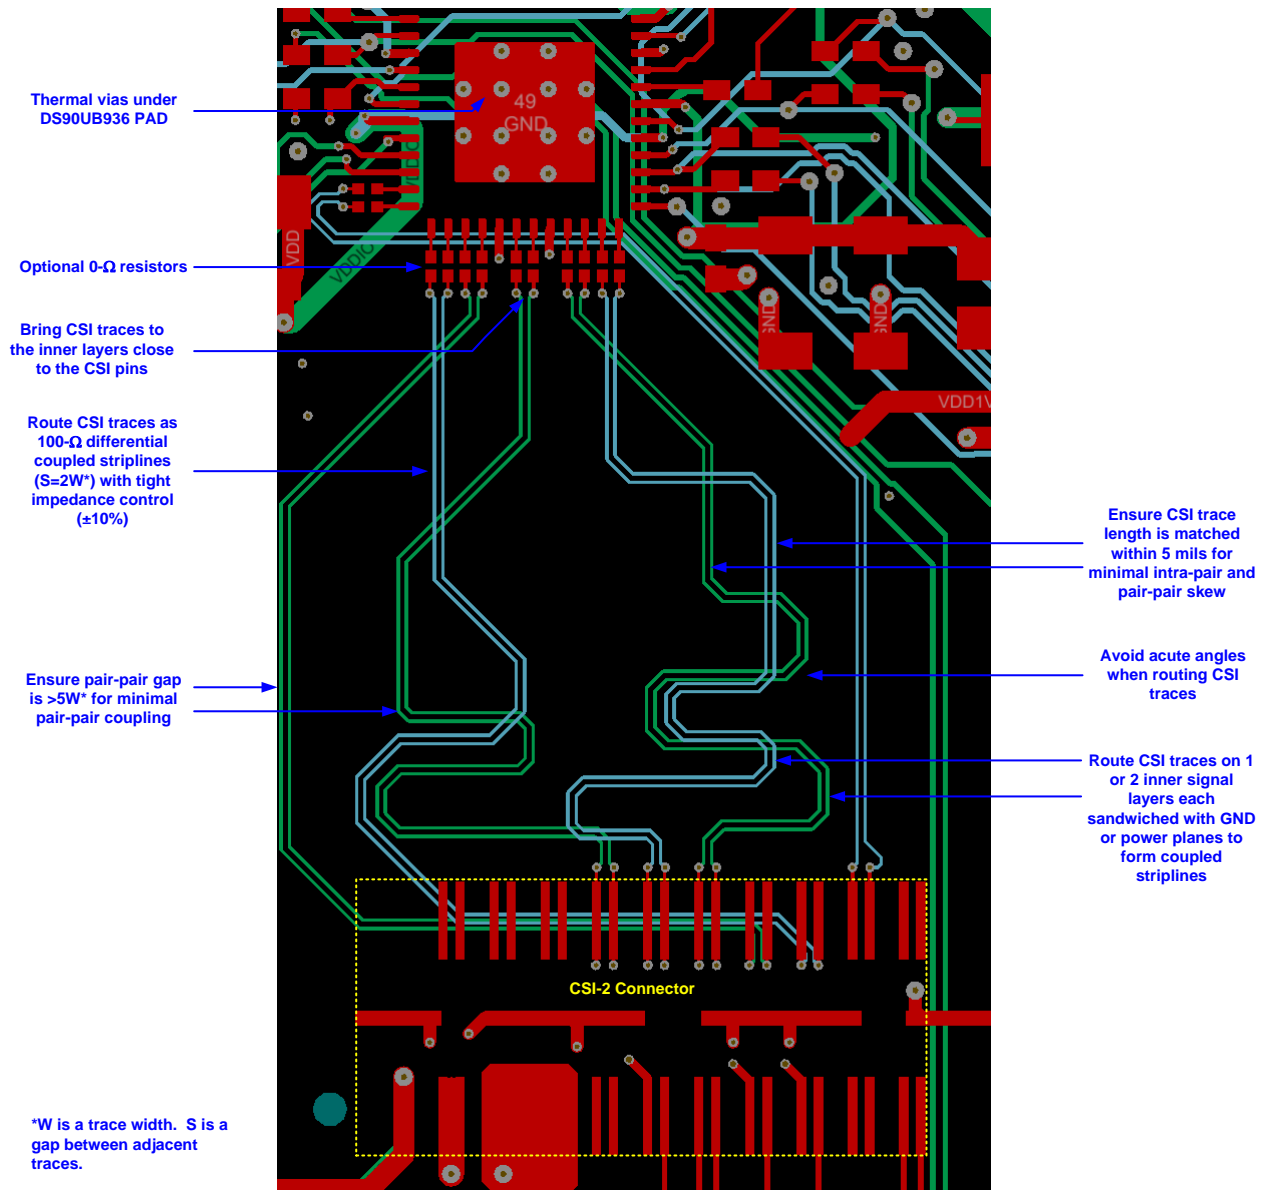 Thermal vias under
DS90UB936 PAD
49
GND
VDDIO
VDD
VDDIO
Optional 0-Ω resistors
Bring CSI traces to
the inner layers close
to the CSI pins
GND
GND
VDD1V
Route CSI traces as
100-Ω differential
coupled striplines
(S=2W*) with tight
impedance control
(±10%)
Ensure CSI trace
length is matched
within 5 mils for
minimal intra-pair and
pair-pair skew
Ensure pair-pair gap
is >5W* for minimal
pair-pair coupling
Avoid acute angles
when routing CSI
traces
Route CSI traces on 1
or 2 inner signal
layers each
sandwiched with GND
or power planes to
form coupled
striplines
CSI-2 Connector
*W is a trace width.  S is a
gap between adjacent
traces.